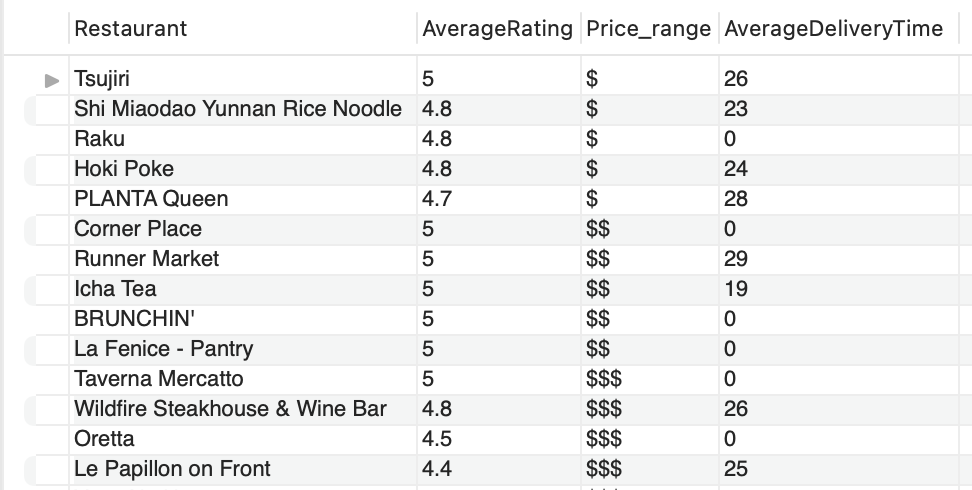 Restaurant AverageRating Price_range AverageDeliveryTime
Tsujiri 5 $ 26
Shi Miaodao Yunnan Rice Noodle 4.8 $ 23
Raku 4.8 $ 0
Hoki Poke 4.8 $ 24
PLANTA Queen 4.7 $ 28
Corner Place 5 $$ 0
Runner Market 5 $$ 29
Icha Tea 5 $$ 19
BRUNCHIN' 5 $$ 0
La Fenice - Pantry 5 $$ 0
Taverna Mercatto 5 $$$ 0
Wildfire Steakhouse & Wine Bar 4.8 $$$ 26
Oretta 4.5 $$$ 0
Le Papillon on Front 4.4 $$$ 25